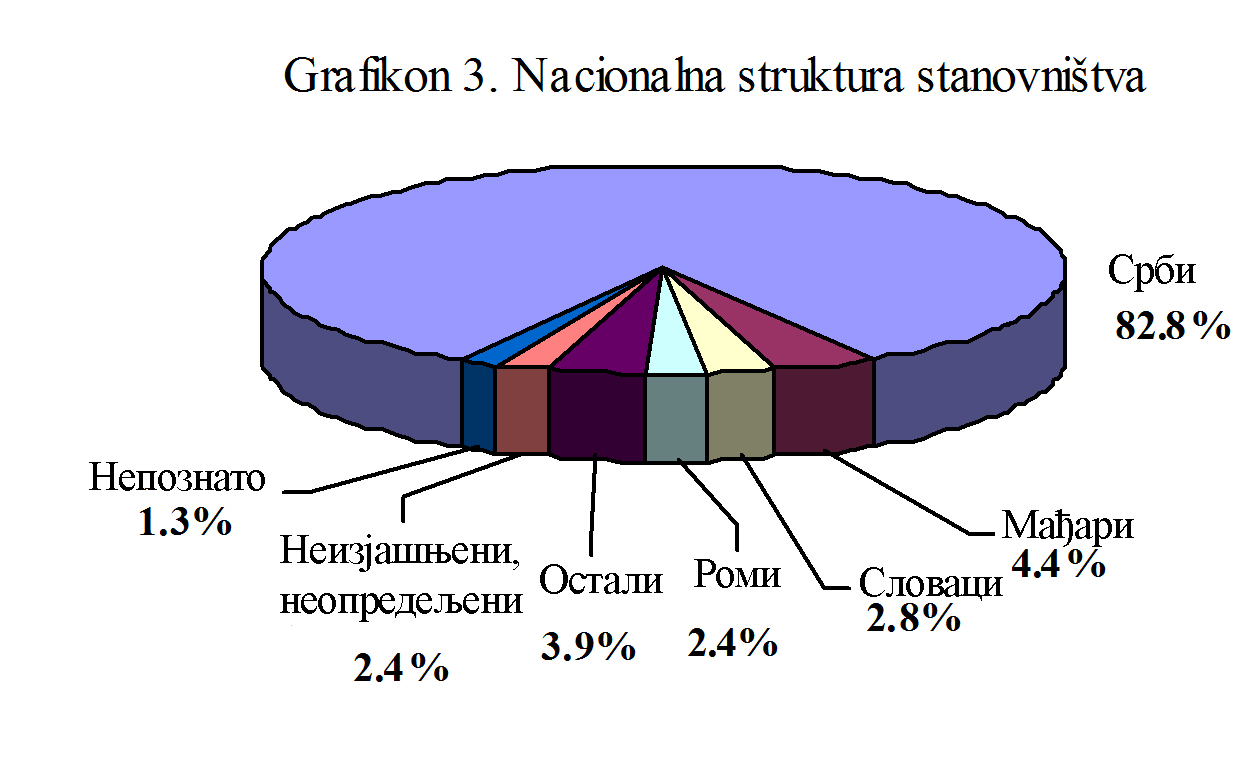 Grafikon 3. Nacionalna struktura stanovništva
Срби
82.8%
Мађари
4.4%
Словаци
2.8%
Роми
2.4%
Остали
3.9%
Неизјашњени,
неопредељени
2.4%
Непознато
1.3%